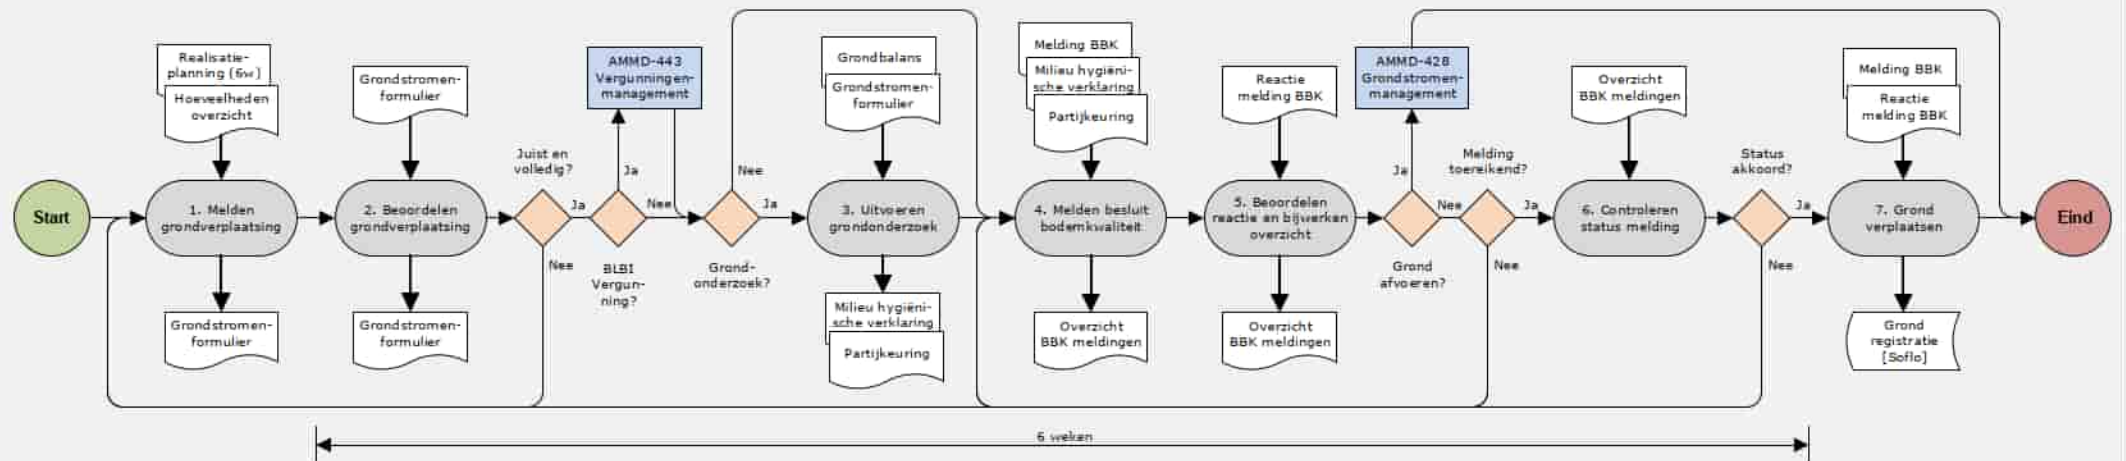 Start
Realisatie-
planning (6w)
Hoeveelheden
overzicht
1. Melden
grondverplaatsing
Grondstromen-
formulier
Grondstromen-
formulier
2. Beoordelen
grondverplaatsing
Grondstromen-
formulier
Juist en
volledig?
Ja
Nee
AMMD-443
Vergunningen-
management
Ja
Nee
BLBI
Vergun-
ning?
Nee
Ja
Grond-
onderzoek?
Grondbalans
Grondstromen-
formulier
3. Uitvoeren
grondonderzoek
Milieu hygiëni-
sche verklaring
Partijkeuring
Melding BBK
Milieu hygiëni-
sche verklaring
Partijkeuring
4. Melden besluit
bodemkwaliteit
Overzicht
BBK meldingen
Reactie
melding BBK
5. Beoordelen
reactie en bijwerken
overzicht
Overzicht
BBK meldingen
AMMD-428
Grondstromen-
management
Ja
Nee
Grond
afvoeren?
Melding
toereikend?
Ja
Nee
Overzicht
BBK meldingen
6. Controleren
status melding
Status
akkoord?
Ja
Nee
Melding BBK
Reactie
melding BBK
7. Grond
verplaatsen
Grond
registratie
[Soflo]
Eind
6 weken